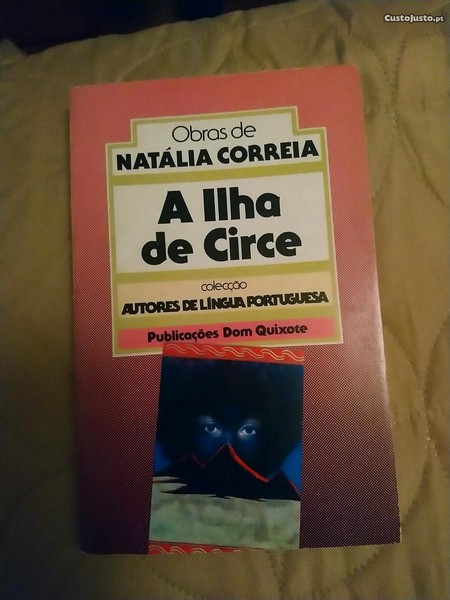 CustoJusto.pt
Obras de
NATÁLIA CORREIA
A Ilha
de Circe
colecção
AUTORES DE LÍNGUA PORTUGUESA
Publicações Dom Quixote